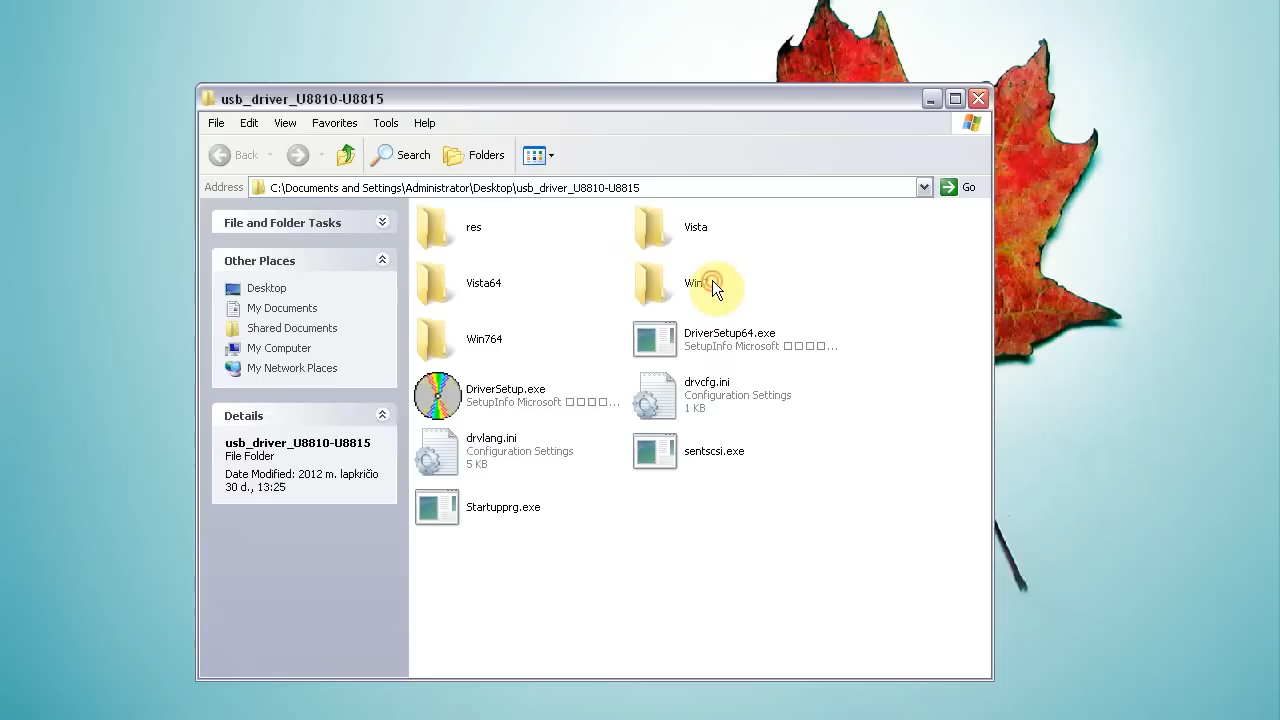 usb_driver_U8810-U8815
File Edit View Favorites Tools Help
Back Search Folders
Address C:\Documents and Settings\Administrator\Desktop\usb_driver_U8810-U8815 Go
File and Folder Tasks
Other Places
Desktop
My Documents
Shared Documents
My Computer
My Network Places
Details
usb_driver_U8810-U8815
File Folder
Date Modified: 2012 m. lapkričio
30 d., 13:25
res
Vista
Vista64
Win764
DriverSetup64.exe
SetupInfo Microsoft □□□□...
DriverSetup.exe
SetupInfo Microsoft □□□□...
drvcfg.ini
Configuration Settings
1 KB
drvlang.ini
Configuration Settings
5 KB
sentscsi.exe
Startupprg.exe